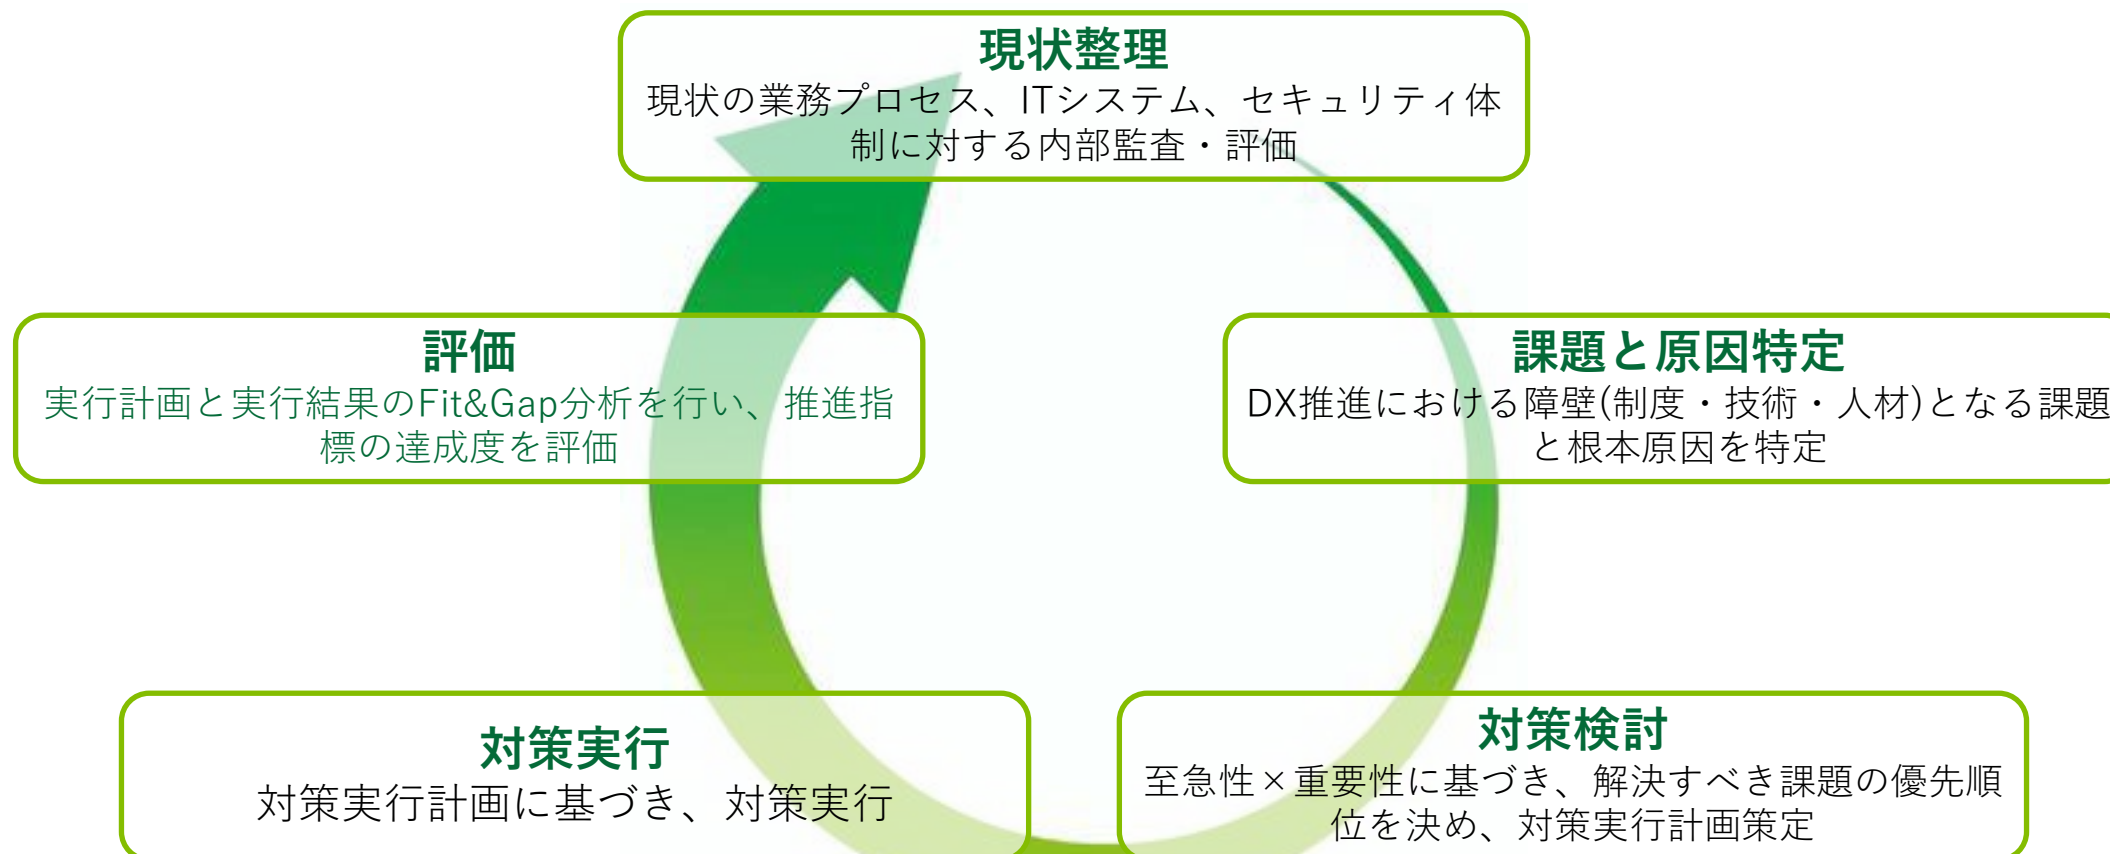 現状整理
現状の業務プロセス、ITシステム、セキュリティ体
制に対する内部監査・評価
評価
実行計画と実行結果のFit&Gap分析を行い、推進指
標の達成度を評価
課題と原因特定
DX推進における障壁(制度・技術・人材)となる課題
と根本原因を特定
対策実行
対策実行計画に基づき、対策実行
対策検討
至急性×重要性に基づき、解決すべき課題の優先順
位を決め、対策実行計画策定